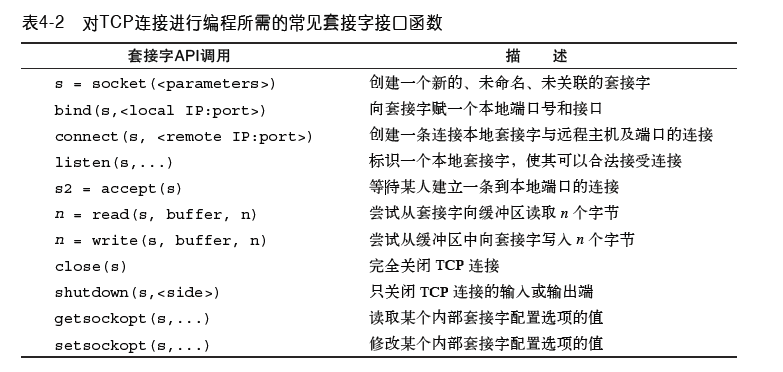 表4-2 对TCP连接进行编程所需的常见套接字接口函数
套接字API调用 描 述
s = socket(<parameters>) 创建一个新的、未命名、未关联的套接字
bind(s,<local IP:port>) 向套接字赋一个本地端口号和接口
connect(s, <remote IP:port>) 创建一条连接本地套接字与远程主机及端口的连接
listen(s,...) 标识一个本地套接字，使其可以合法接受连接
s2 = accept(s) 等待某人建立一条到本地端口的连接
n = read(s, buffer, n) 尝试从套接字向缓冲区读取 n 个字节
n = write(s, buffer, n) 尝试从缓冲区中向套接字写入 n 个字节
close(s) 完全关闭 TCP 连接
shutdown(s,<side>) 只关闭 TCP 连接的输入或输出端
getsockopt(s,...) 读取某个内部套接字配置选项的值
setsockopt(s,...) 修改某个内部套接字配置选项的值